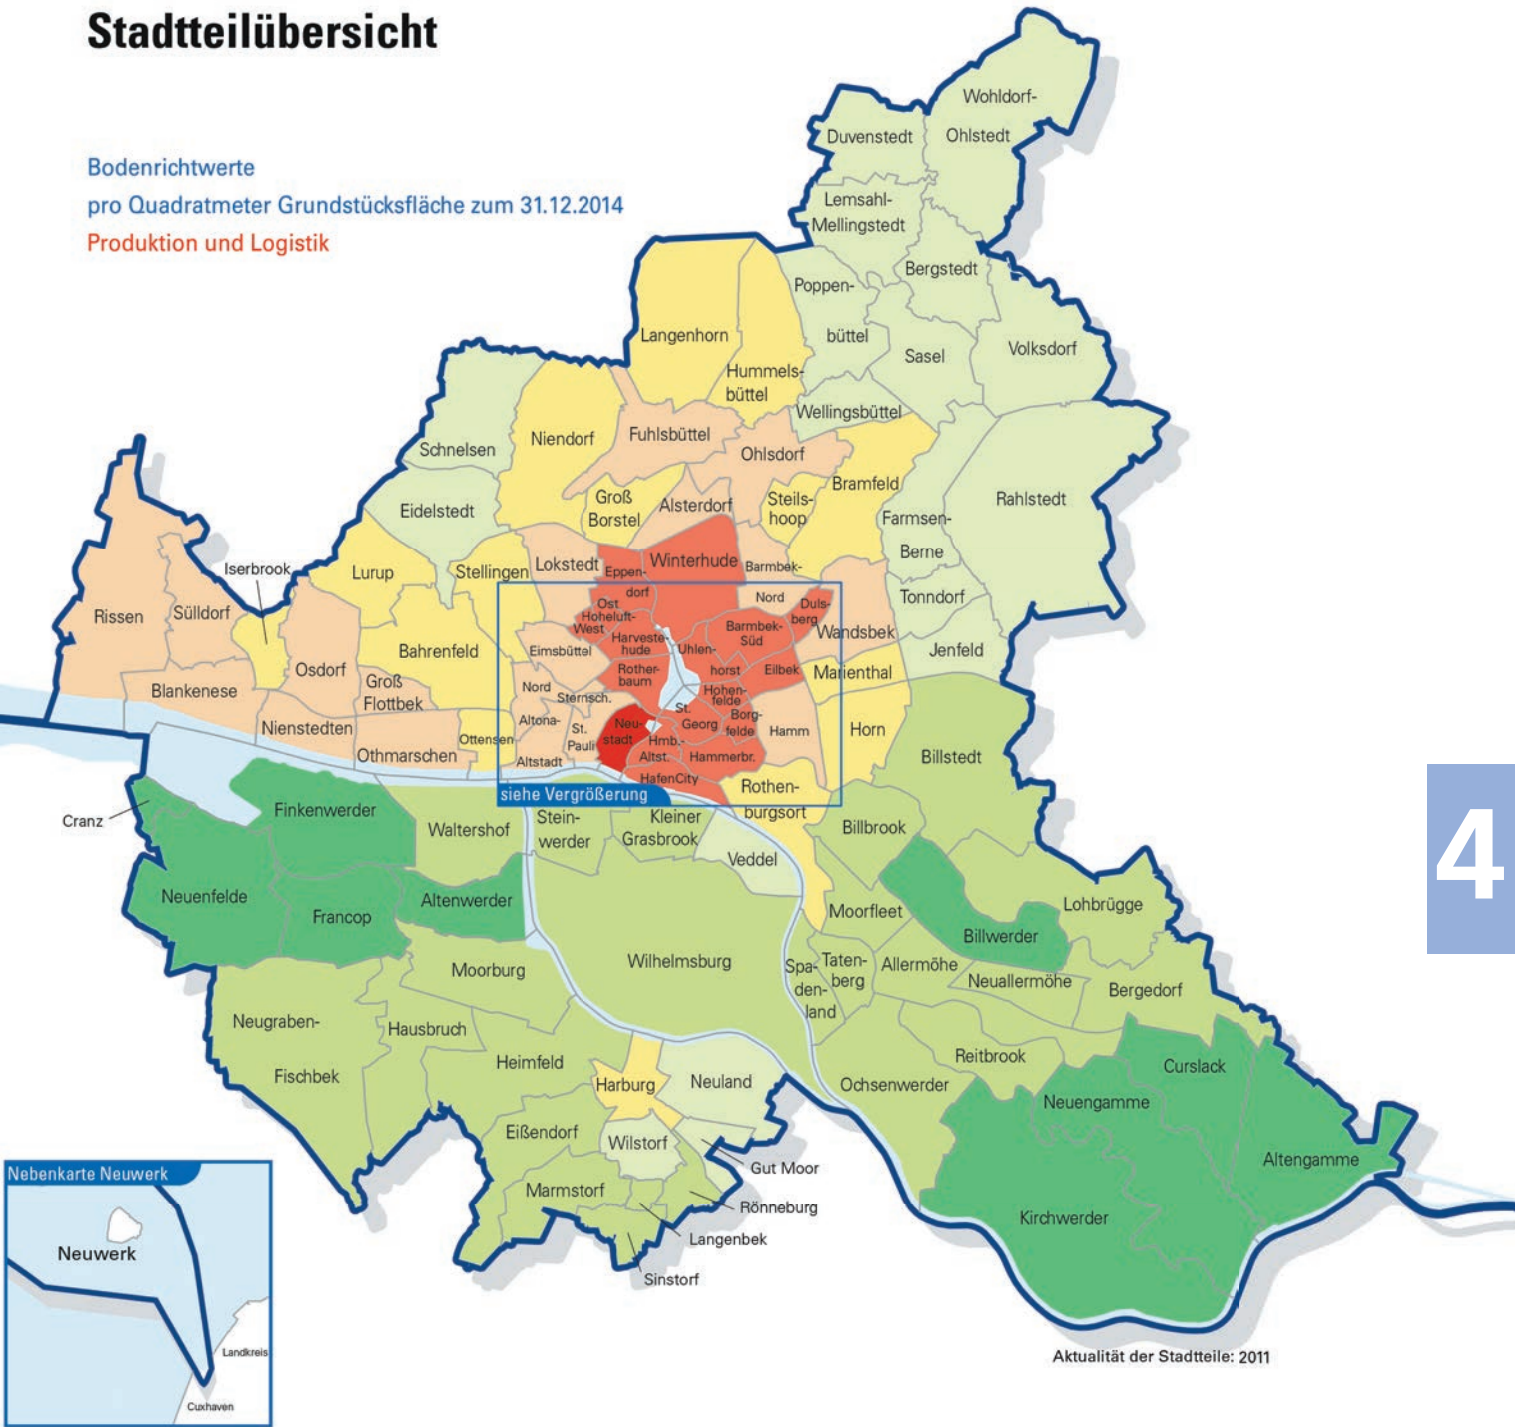 Stadtteilübersicht
Bodenrichtwerte
pro Quadratmeter Grundstücksfläche zum 31.12.2014
Produktion und Logistik
Wohldorf-
Ohlstedt
Duvenstedt
Lemsahl-
Mellingstedt
Bergstedt
Poppen-
büttel
Langenhorn
Hummels-
büttel
Sasel
Volksdorf
Wellingsbüttel
Schnelsen
Niendorf
Fuhlsbüttel
Ohlsdorf
Bramfeld
Rahlstedt
Eidelstedt
Groß
Borstel
Alsterdorf
Steils-
hoop
Farmsen-
Berne
Iserbrook
Lurup
Stellingen
Lokstedt
Eppen-
dorf
Winterhude
Barmbek-
Nord
Duls-
berg
Tonndorf
Rissen
Sülldorf
Ost
Hoheluft-
West
Harveste-
hude
Barmbek-
Süd
Wandsbek
Jenfeld
Bahrenfeld
Eimsbüttel
Uhlen-
horst
Eilbek
Marienthal
Osdorf
Groß
Flottbek
Rother-
baum
Hohen-
felde
Blankenese
Nord
Altona-
Altstadt
Sternsch.
St.
Pauli
Neu-
stadt
St.
Georg
Borg-
felde
Hamm
Horn
Billstedt
Nienstedten
Othmarschen
Ottensen
Hmb.-
Altst.
Hammerbr.
HafenCity
Rothen-
burgsort
siehe Vergrößerung
Cranz
Finkenwerder
Waltershof
Stein-
werder
Kleiner
Grasbrook
Veddel
Billbrook
4
Neuenfelde
Francop
Altenwerder
Moorfleet
Billwerder
Lohbrügge
Moorburg
Wilhelmsburg
Spa-
den-
land
Taten-
berg
Allermöhe
Neuallermöhe
Bergedorf
Neugraben-
Fischbek
Hausbruch
Heimfeld
Harburg
Neuland
Ochsenwerder
Reitbrook
Curslack
Neuengamme
Altengamme
Kirchwerder
Eißendorf
Wilstorf
Gut Moor
Marmstorf
Rönneburg
Langenbek
Sinstorf
Nebenkarte Neuwerk
Neuwerk
Landkreis
Cuxhaven
Aktualität der Stadtteile: 2011